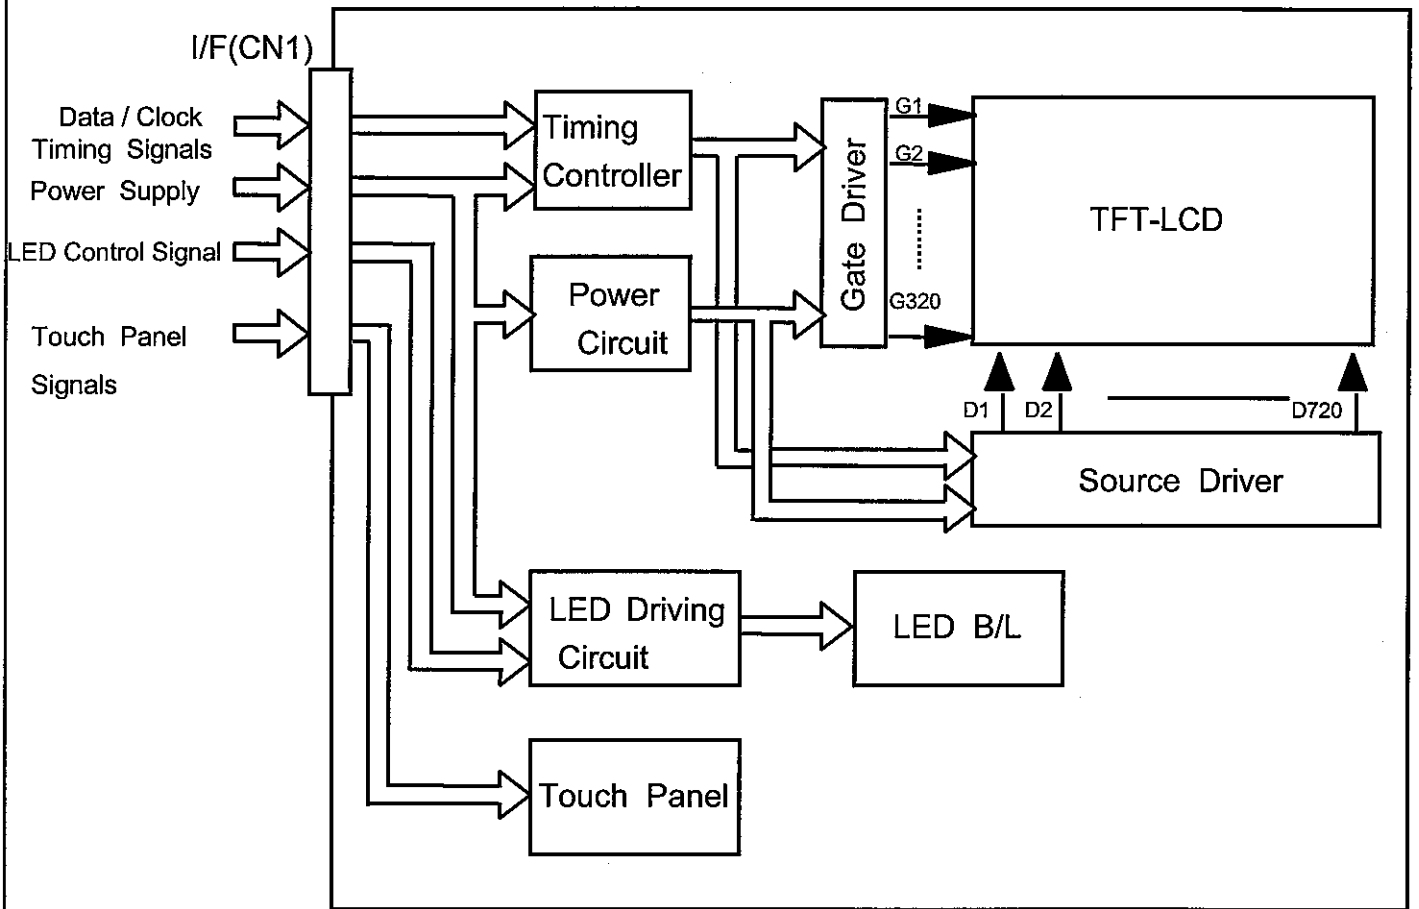 I/F(CN1)
Data / Clock
Timing Signals
Power Supply
LED Control Signal
Touch Panel
Signals
Timing
Controller
Power
Circuit
Gate Driver
G1
G2
G320
TFT-LCD
D1 D2 D720
Source Driver
LED Driving
Circuit
LED B/L
Touch Panel